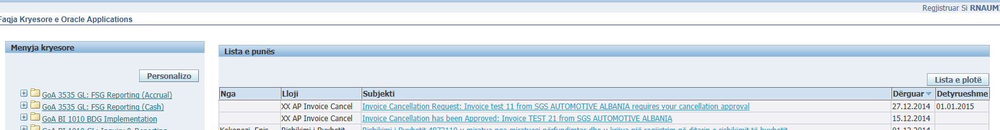 Regjistruar Si RNAUMI
Faqja Kryesore e Oracle Applications
Menyja kryesore
Personalizo
GoA 3535 GL: FSG Reporting (Accrual)
GoA 3535 GL: FSG Reporting (Cash)
GoA BI 1010 BDG Implementation
GoA BI 1010 GL: Inquiry & Reporting
Lista e punës
Lista e plotë
Nga Lloji Subjekti Dërguar Detyrueshme
XX AP Invoice Cancel Invoice Cancellation Request: Invoice test 11 from SGS AUTOMOTIVE ALBANIA requires your cancellation approval 27.12.2014 01.01.2015
XX AP Invoice Cancel Invoice Cancellation has been Approved: Invoice TEST 21 from SGS AUTOMOTIVE ALBANIA 15.12.2014
Rishikimi i Buxhetit Rishikimi i Buxhetit 4872110 u miratua nga miratuesi përfundimtar dhe u krijua një regjistrim në ditarin e rishikimit të buxhetit 01.12.2014